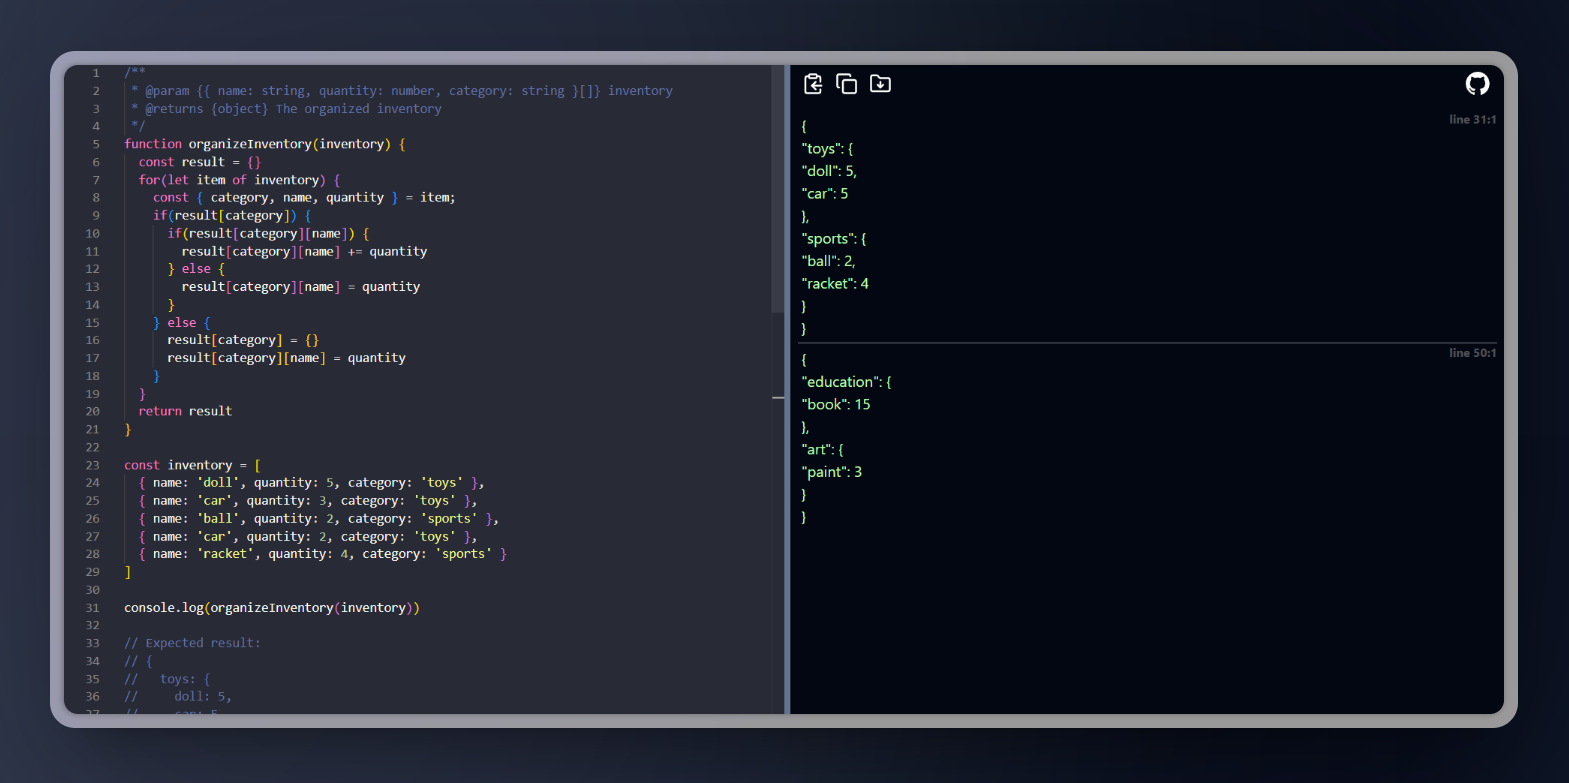 1 /**
2  * @param {{ name: string, quantity: number, category: string }[]} inventory
3  * @returns {object} The organized inventory
4  */
5 function organizeInventory(inventory) {
6   const result = {}
7   for(let item of inventory) {
8     const { category, name, quantity } = item;
9     if(result[category]) {
10       if(result[category][name]) {
11         result[category][name] += quantity
12       } else {
13         result[category][name] = quantity
14       }
15     } else {
16       result[category] = {}
17       result[category][name] = quantity
18     }
19   }
20   return result
21 }
22
23 const inventory = [
24   { name: 'doll', quantity: 5, category: 'toys' },
25   { name: 'car', quantity: 3, category: 'toys' },
26   { name: 'ball', quantity: 2, category: 'sports' },
27   { name: 'car', quantity: 2, category: 'toys' },
28   { name: 'racket', quantity: 4, category: 'sports' }
29 ]
30
31 console.log(organizeInventory(inventory))
32
33 // Expected result:
34 // {
35 //   toys: {
36 //     doll: 5,
37 //     car: 5
line 31:1
{
"toys": {
"doll": 5,
"car": 5
},
"sports": {
"ball": 2,
"racket": 4
}
}
line 50:1
{
"education": {
"book": 15
},
"art": {
"paint": 3
}
}